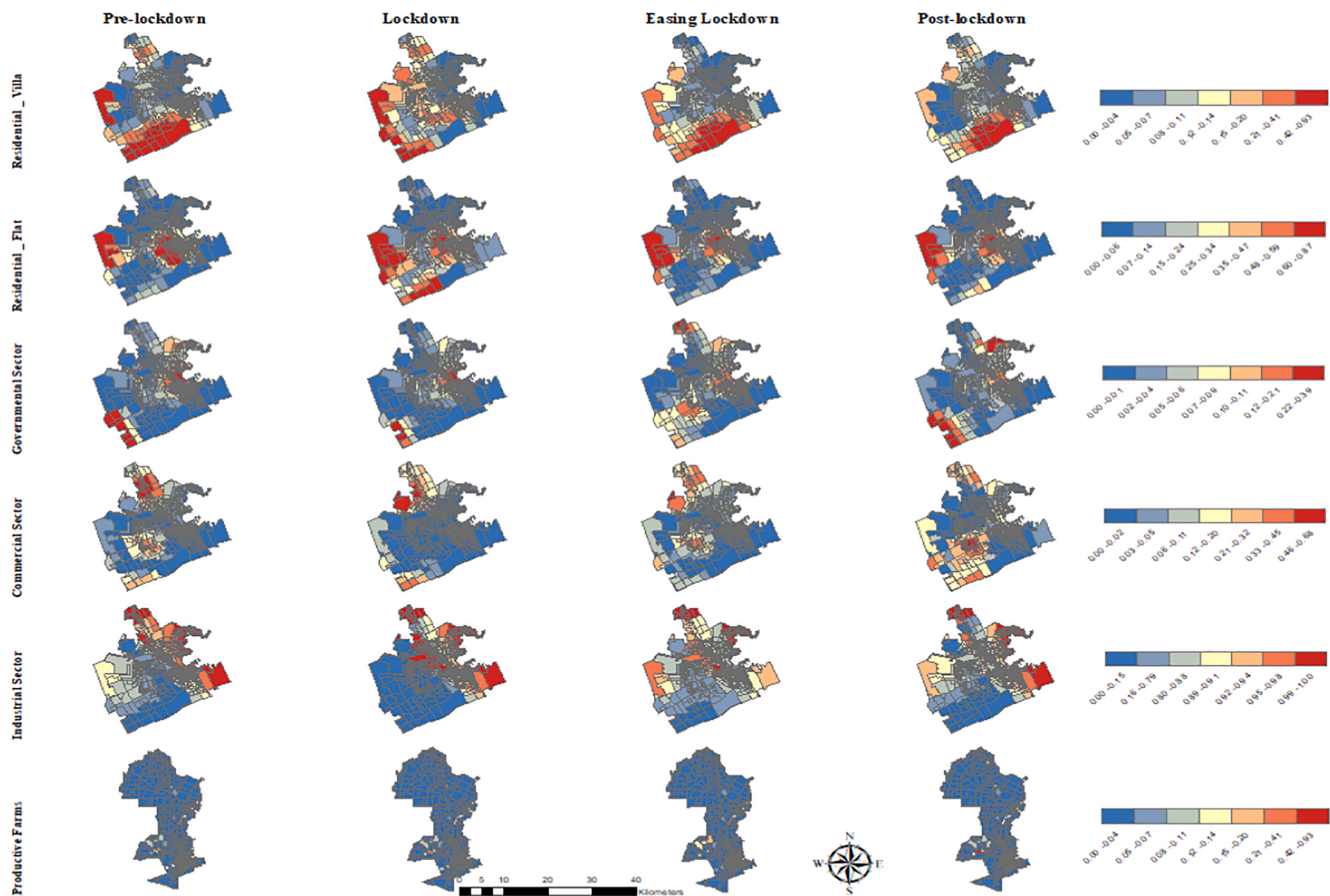 Pre-lockdown
Lockdown
Easing Lockdown
Post-lockdown
Residential _ Villa
0.00 -0.04
0.05 -0.07
0.08 -0.11
0.12 -0.14
0.15 -0.20
0.21 -0.41
0.42 -0.93
Residential _ Flat
0.00 -0.06
0.07 -0.14
0.15 -0.24
0.25 -0.34
0.35 -0.47
0.48 -0.59
0.60 -0.87
Governmental Sector
0.00 -0.01
0.02 -0.04
0.05 -0.06
0.07 -0.09
0.10 -0.11
0.12 -0.21
0.22 -0.39
Commercial Sector
0.00 -0.02
0.03 -0.05
0.06 -0.11
0.12 -0.20
0.21 -0.32
0.33 -0.45
0.46 -0.68
Industrial Sector
0.00 -0.15
0.16 -0.79
0.80 -0.88
0.89 -0.91
0.92 -0.94
0.95 -0.98
0.99 -1.00
Productive Farms
0.00 -0.04
0.05 -0.07
0.08 -0.11
0.12 -0.14
0.15 -0.20
0.21 -0.41
0.42 -0.93
N
W E
S
0 5 10 20 30 40
Kilometers